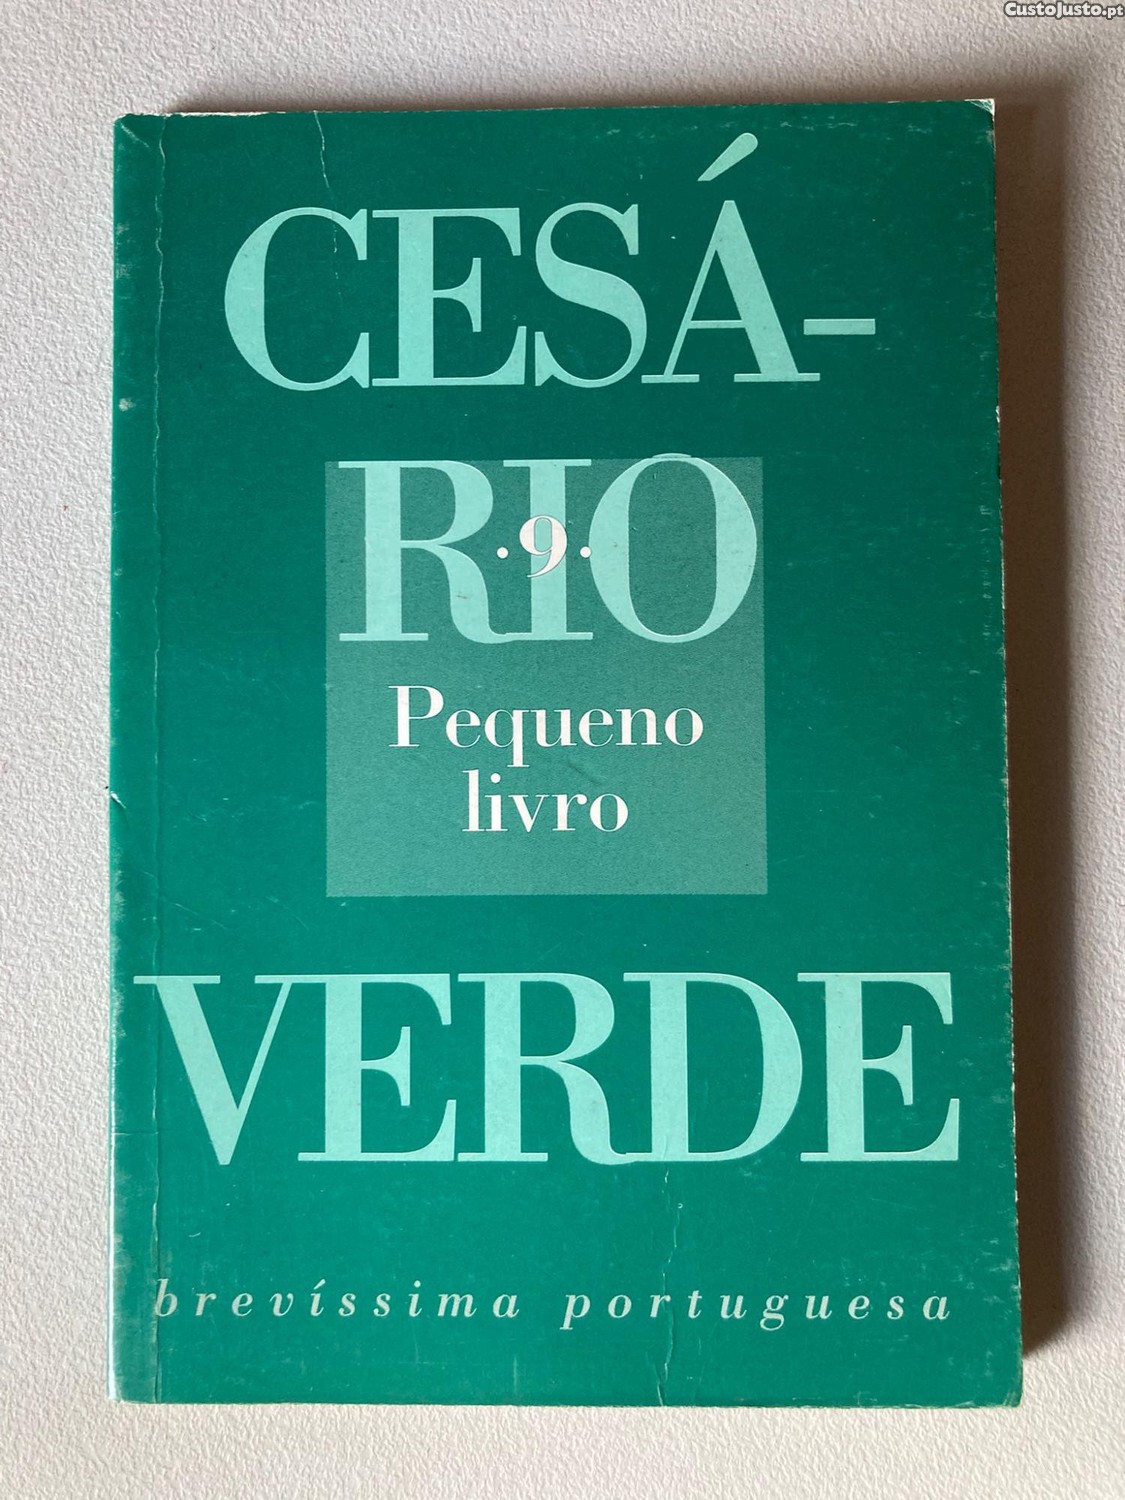 CustoJusto.pt
CESÁ-
RIO
·9·
Pequeno
livro
VERDE
brevíssima portuguesa